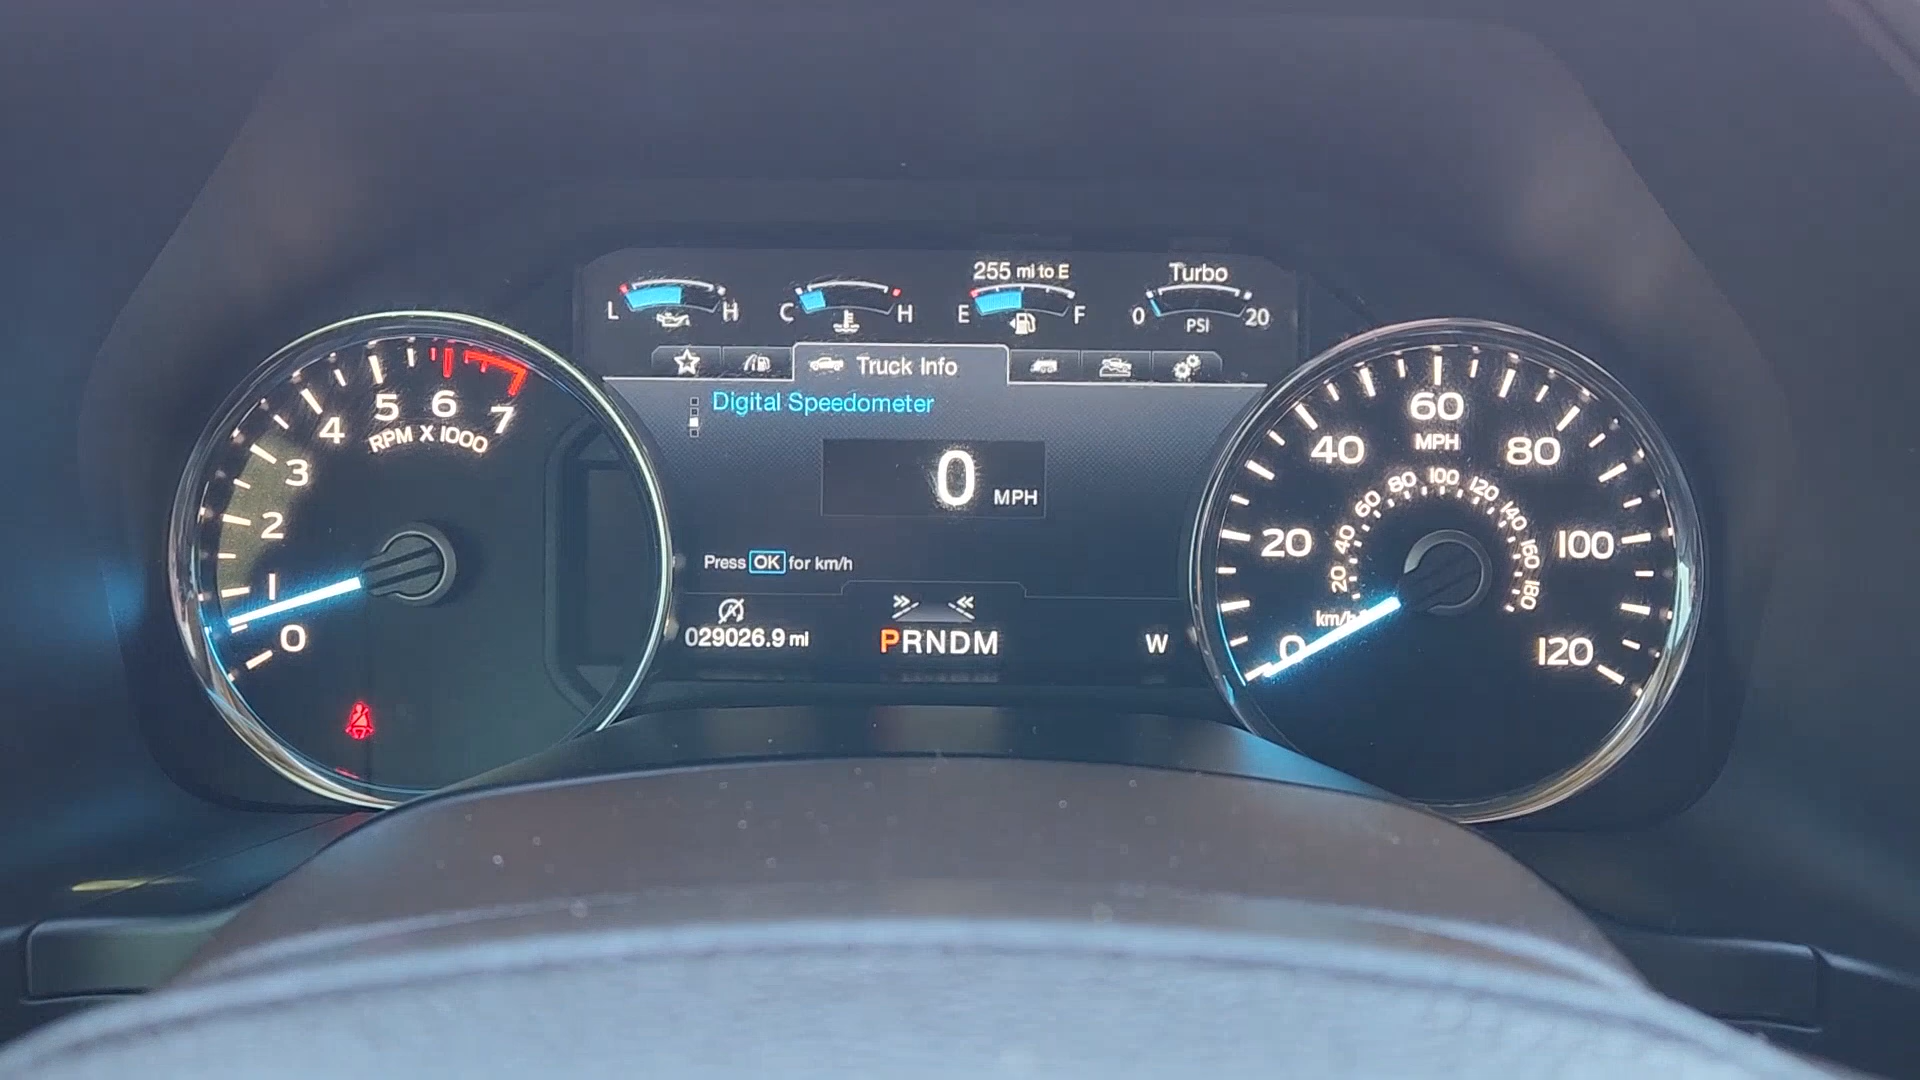 255 mi to E
Turbo
L H
C H
E F
0 PSI 20
Truck Info
Digital Speedometer
0 MPH
Press OK for km/h
029026.9 mi
PRNDM
W
0 1 2 3 4 5 6 7
RPM X 1000
0 20 40 60 80 100 120
MPH
20 40 60 80 100 120 140 160 180
km/h